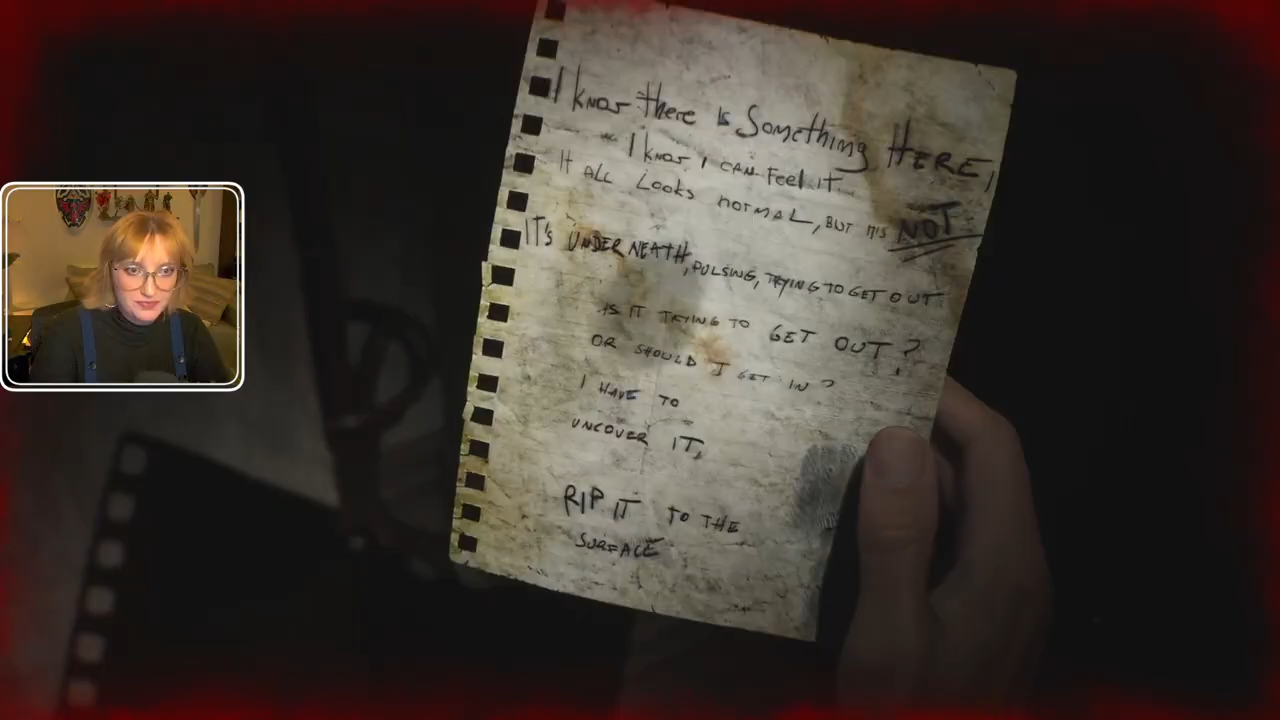 I know there is Something HERE,
I know I CAN Feel IT.
IT ALL Looks NORMAL, BUT IT'S NOT
IT'S UNDERNEATH, PULSING, TRYING TO GET OUT
IS IT TRYING TO GET OUT?
OR SHOULD I GET IN?
I HAVE TO
UNCOVER IT,
RIP IT TO THE
SURFACE